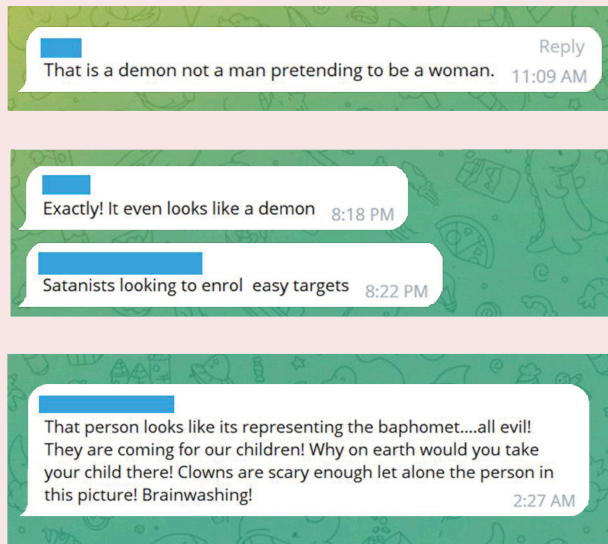 Reply
That is a demon not a man pretending to be a woman. 11:09 AM
Exactly! It even looks like a demon 8:18 PM
Satanists looking to enrol easy targets 8:22 PM
That person looks like its representing the baphomet....all evil!
They are coming for our children! Why on earth would you take
your child there! Clowns are scary enough let alone the person in
this picture! Brainwashing! 2:27 AM